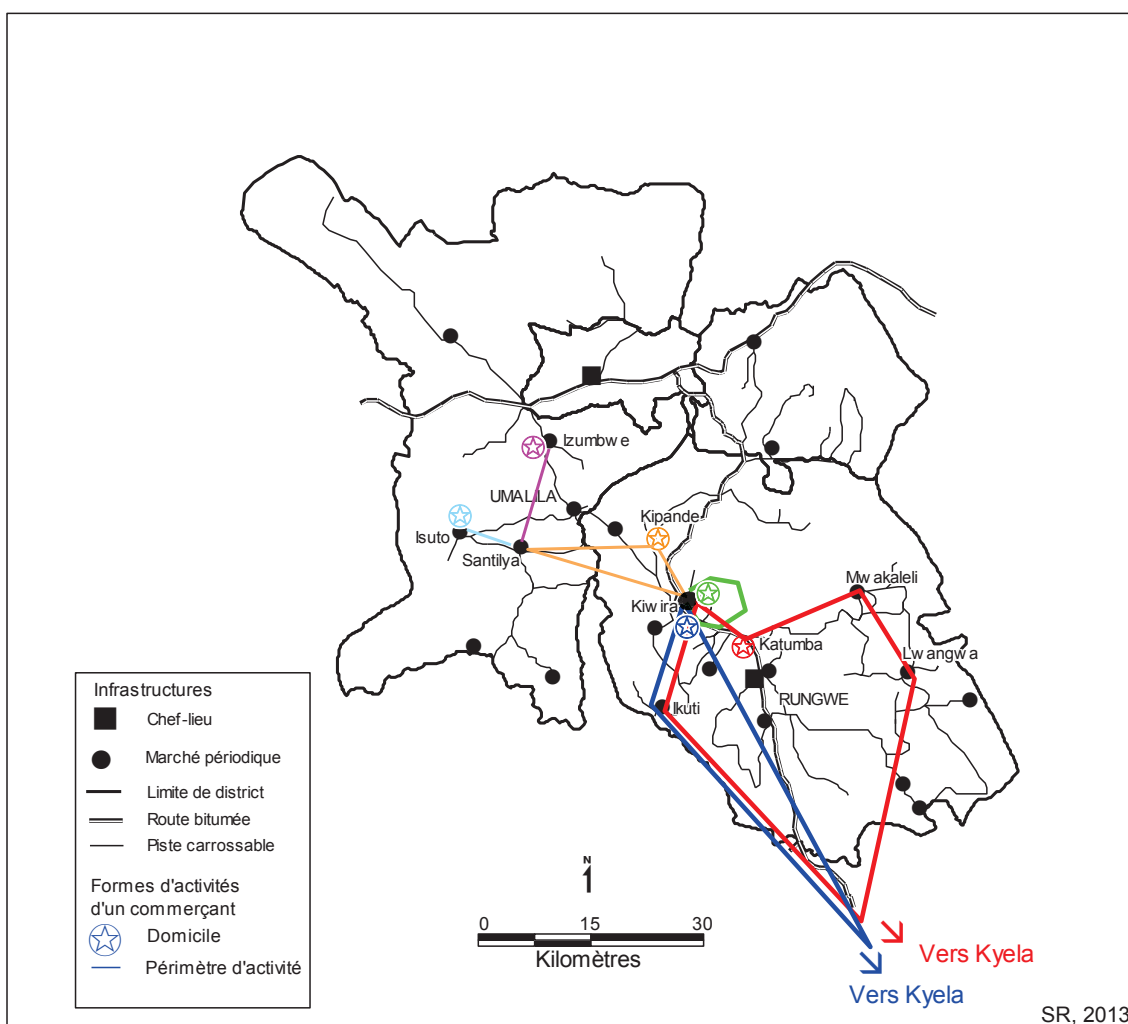 Izumbwe
UMALILA
Kipande
Isuto
Santilya
Mwakaleli
Kiwira
Katumba
Lwangwa
Ikuti
RUNGWE
Infrastructures
Chef-lieu
Marché périodique
Limite de district
Route bitumée
Piste carrossable
Formes d'activités
d'un commerçant
Domicile
Périmètre d'activité
N
0 15 30
Kilomètres
Vers Kyela
Vers Kyela
SR, 2013